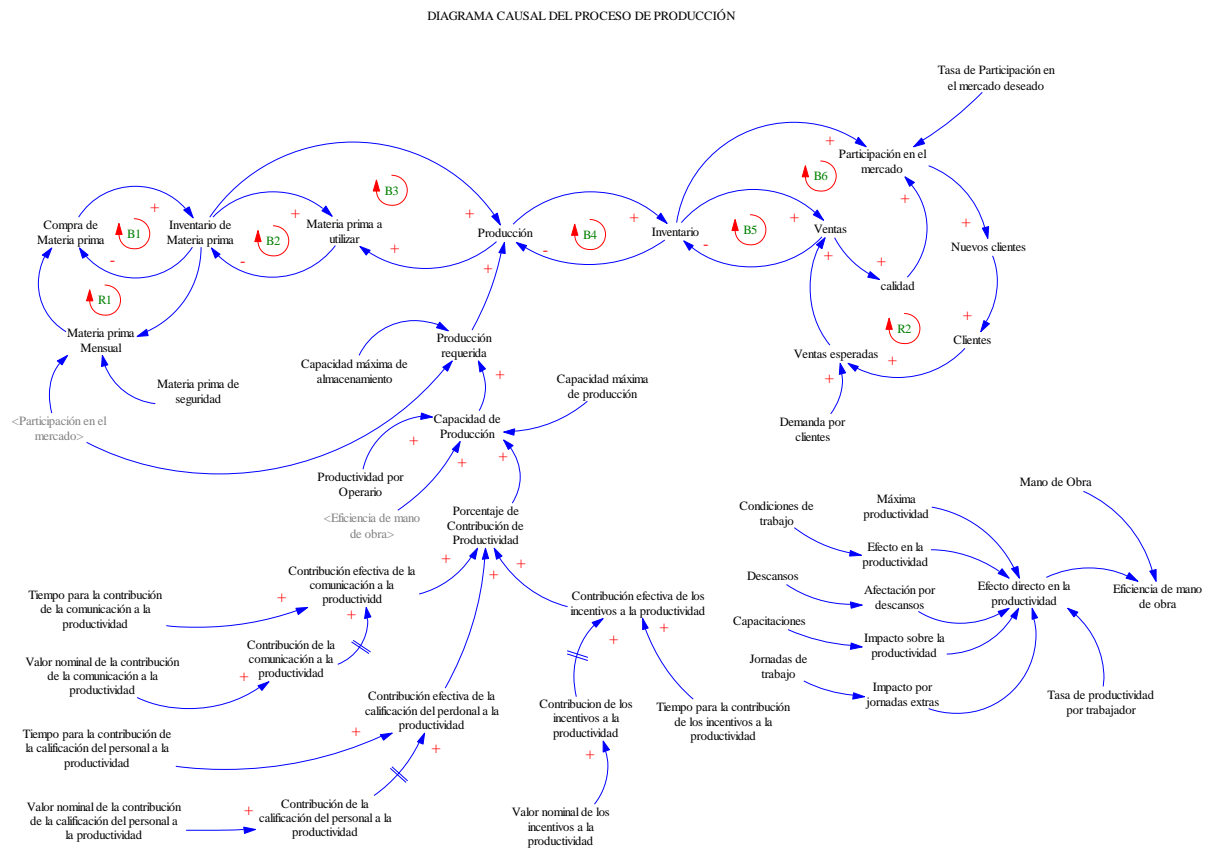 DIAGRAMA CAUSAL DEL PROCESO DE PRODUCCIÓN
Tasa de Participación en
el mercado deseado
Participación en el
mercado
B6
B3
Compra de
Materia prima
B1
Inventario de
Materia prima
B2
Materia prima a
utilizar
Producción
B4
Inventario
B5
Ventas
Nuevos clientes
calidad
R1
R2
Materia prima
Mensual
Capacidad máxima de
almacenamiento
Producción
requerida
Ventas esperadas
Clientes
Materia prima de
seguridad
Capacidad máxima
de producción
<Participación en el
mercado>
Capacidad de
Producción
Demanda por
clientes
Productividad por
Operario
<Eficiencia de mano
de obra>
Porcentaje de
Contribución de
Productividad
Mano de Obra
Condiciones de
trabajo
Máxima
productividad
Efecto en la
productividad
Descansos
Afectación por
descansos
Efecto directo en la
productividad
Eficiencia de mano
de obra
Capacitaciones
Impacto sobre la
productividad
Jornadas de
trabajo
Impacto por
jornadas extras
Tasa de productividad
por trabajador
Contribución efectiva de la
comunicación a la
productividd
Contribución efectiva de los
incentivos a la productividad
Tiempo para la contribución
de la comunicación a la
productividad
Contribución de la
comunicación a la
productividad
Valor nominal de la contribución
de la comunicación a la
productividad
Contribución efectiva de la
calificación del perdonal a la
productividad
Contribucion de los
incentivos a la
productividad
Tiempo para la contribución
de los incentivos a la
productividad
Tiempo para la contribución de
la calificación del personal a la
productividad
Valor nominal de la contribución
de la calificación del personal a
la productividad
Contribución de la
calificación del personal a la
productividad
Valor nominal de los
incentivos a la
productividad